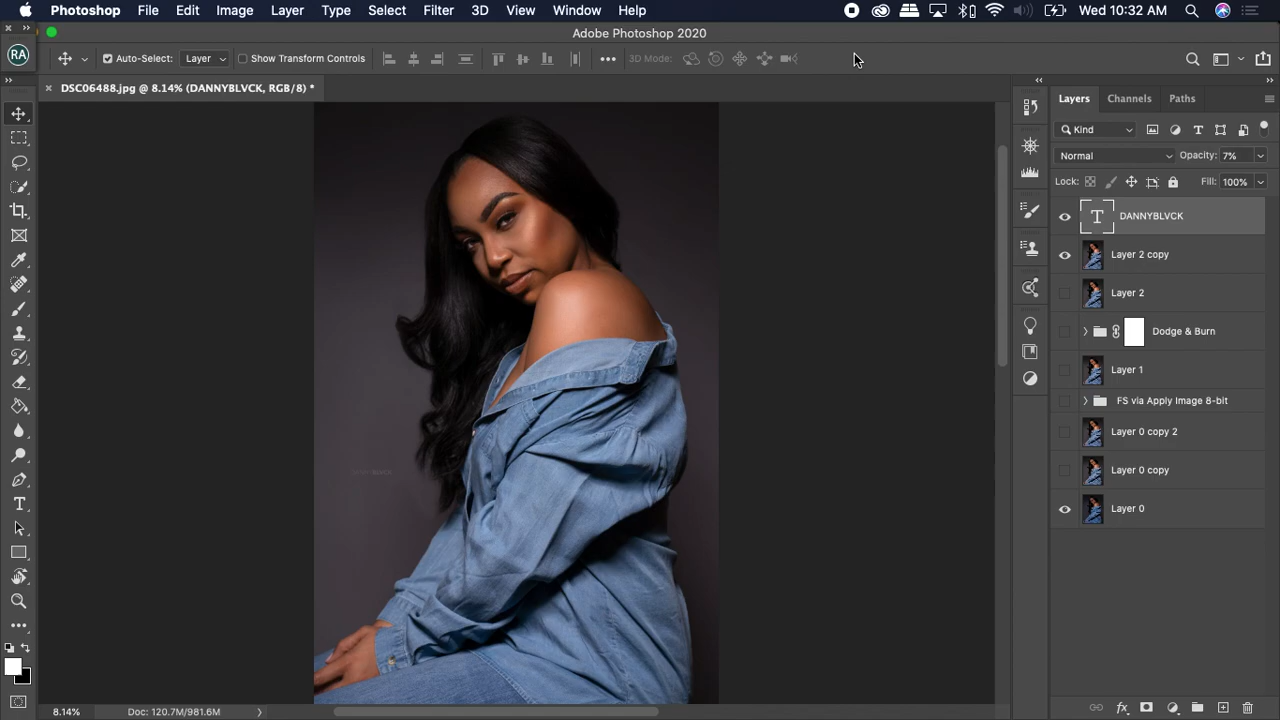 Photoshop File Edit Image Layer Type Select Filter 3D View Window Help Wed 10:32 AM
Adobe Photoshop 2020
RA Auto-Select: Layer Show Transform Controls 3D Mode:
DSC06488.jpg @ 8.14% (DANNYBLVCK, RGB/8) *
Layers Channels Paths
Kind
Normal Opacity: 7%
Lock: Fill: 100%
T DANNYBLVCK
Layer 2 copy
Layer 2
Dodge & Burn
Layer 1
FS via Apply Image 8-bit
Layer 0 copy 2
Layer 0 copy
Layer 0
8.14% Doc: 120.7M/981.6M